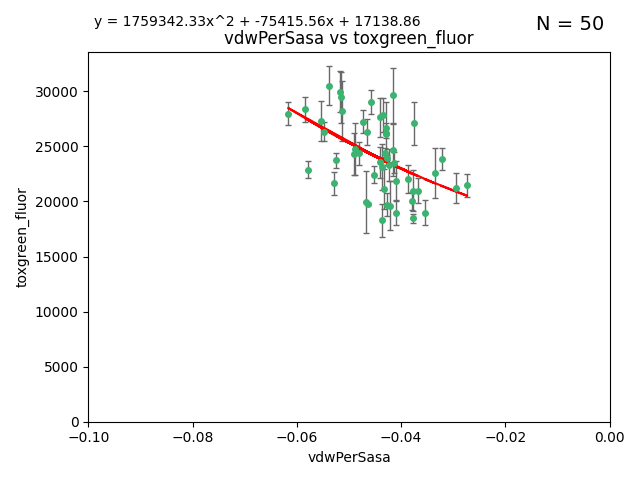 y = 1759342.33x^2 + -75415.56x + 17138.86
N = 50
vdwPerSasa vs toxgreen_fluor
30000
25000
20000
15000
10000
5000
0
toxgreen_fluor
−0.10 −0.08 −0.06 −0.04 −0.02 0.00
vdwPerSasa